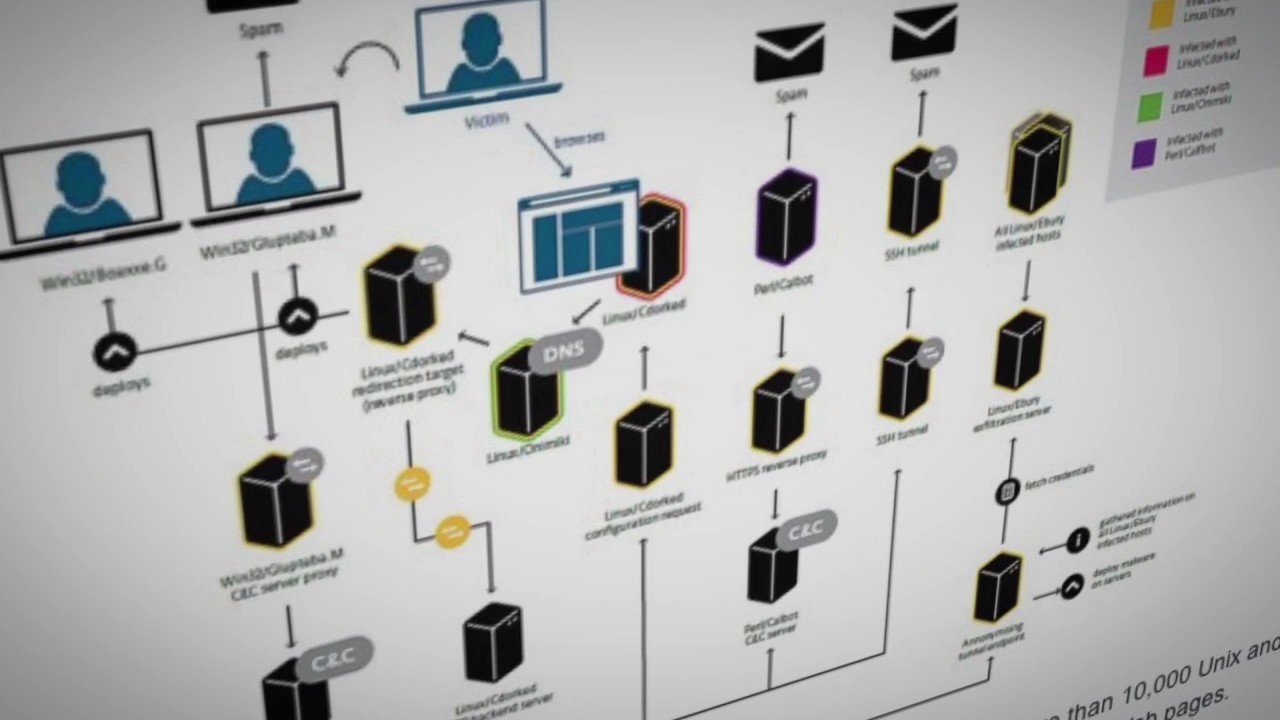 Spam
Victim
browses
Win32/Boaxxe.G
Win32/Glupteba.M
deploys
deploys
Linux/Cdorked
redirection target
(reverse proxy)
DNS
Linux/Onimiki
Linux/Cdorked
Linux/Cdorked
configuration request
Win32/Glupteba.M
C&C server proxy
C&C
Linux/Cdorked
backend server
Spam
Perl/Calfbot
HTTPS reverse proxy
C&C
Perl/Calfbot
C&C server
Spam
SSH tunnel
SSH tunnel
All Linux/Ebury
infected hosts
Linux/Ebury
exfiltration server
fetch credentials
gathered information on
all Linux/Ebury
infected hosts
deploy malware
on servers
Annonymising
tunnel endpoint
Linux/Ebury
Infected with
Linux/Cdorked
Infected with
Linux/Onimiki
Infected with
Perl/Calfbot
than 10,000 Unix and
pages.